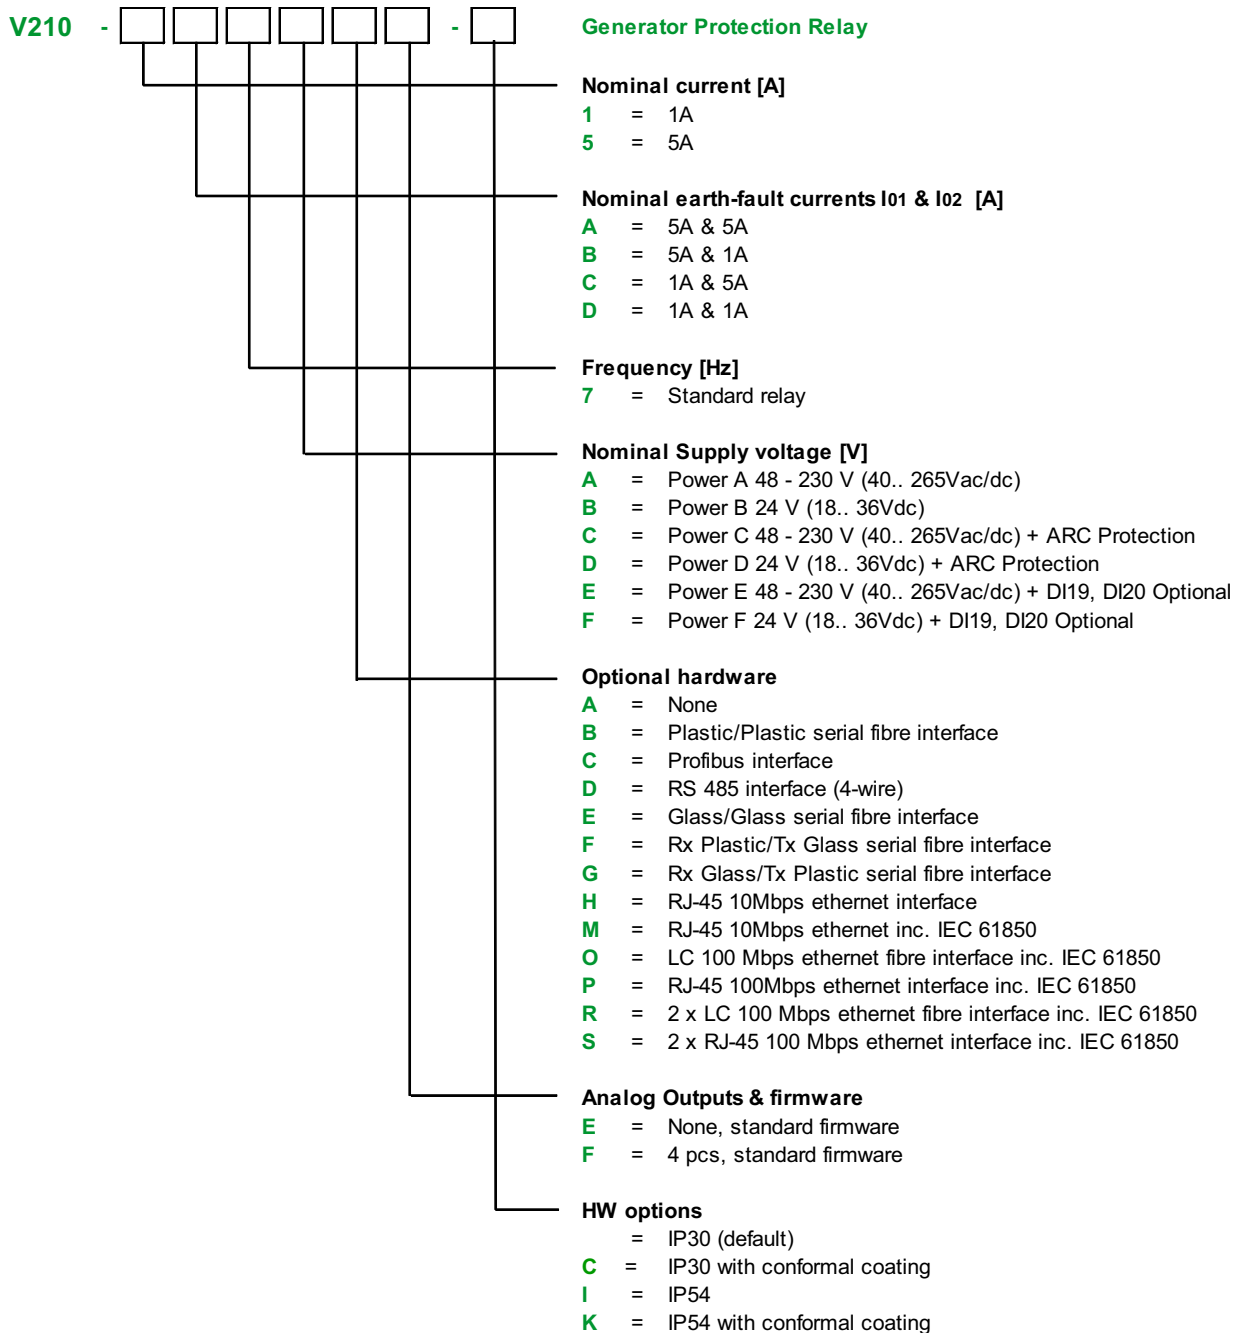 V210 - - Generator Protection Relay
Nominal current [A]
1 = 1A
5 = 5A
Nominal earth-fault currents I01 & I02 [A]
A = 5A & 5A
B = 5A & 1A
C = 1A & 5A
D = 1A & 1A
Frequency [Hz]
7 = Standard relay
Nominal Supply voltage [V]
A = Power A 48 - 230 V (40.. 265Vac/dc)
B = Power B 24 V (18.. 36Vdc)
C = Power C 48 - 230 V (40.. 265Vac/dc) + ARC Protection
D = Power D 24 V (18.. 36Vdc) + ARC Protection
E = Power E 48 - 230 V (40.. 265Vac/dc) + DI19, DI20 Optional
F = Power F 24 V (18.. 36Vdc) + DI19, DI20 Optional
Optional hardware
A = None
B = Plastic/Plastic serial fibre interface
C = Profibus interface
D = RS 485 interface (4-wire)
E = Glass/Glass serial fibre interface
F = Rx Plastic/Tx Glass serial fibre interface
G = Rx Glass/Tx Plastic serial fibre interface
H = RJ-45 10Mbps ethernet interface
M = RJ-45 10Mbps ethernet inc. IEC 61850
O = LC 100 Mbps ethernet fibre interface inc. IEC 61850
P = RJ-45 100Mbps ethernet interface inc. IEC 61850
R = 2 x LC 100 Mbps ethernet fibre interface inc. IEC 61850
S = 2 x RJ-45 100 Mbps ethernet interface inc. IEC 61850
Analog Outputs & firmware
E = None, standard firmware
F = 4 pcs, standard firmware
HW options
= IP30 (default)
C = IP30 with conformal coating
I = IP54
K = IP54 with conformal coating